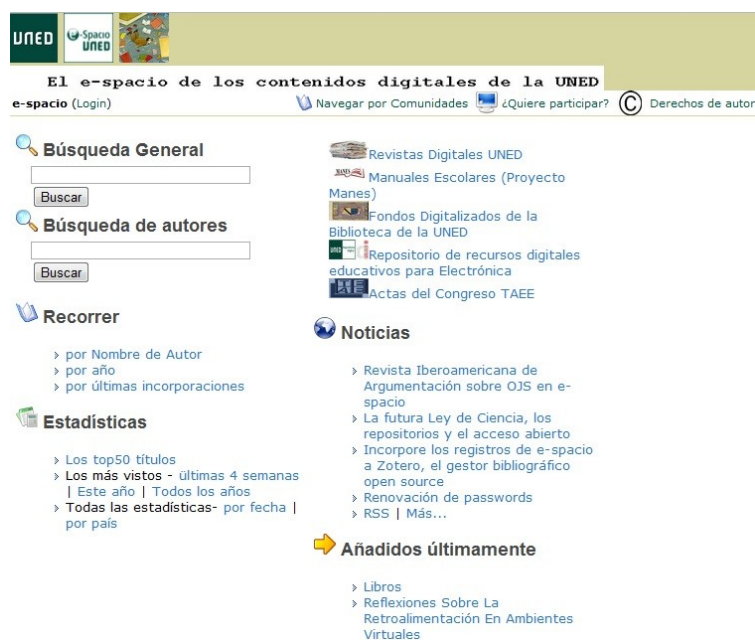 UNED
e-Spacio
UNED
El e-spacio de los contenidos digitales de la UNED
e-spacio (Login)
Navegar por Comunidades
¿Quiere participar?
Derechos de autor
Búsqueda General
Buscar
Búsqueda de autores
Buscar
Recorrer
por Nombre de Autor
por año
por últimas incorporaciones
Estadísticas
Los top50 títulos
Los más vistos - últimas 4 semanas
| Este año | Todos los años
Todas las estadísticas- por fecha |
por país
Revistas Digitales UNED
MANES
Manuales Escolares (Proyecto
Manes)
Fondos Digitalizados de la
Biblioteca de la UNED
Repositorio de recursos digitales
educativos para Electrónica
TAEE
Actas del Congreso TAEE
Noticias
Revista Iberoamericana de
Argumentación sobre OJS en e-
spacio
La futura Ley de Ciencia, los
repositorios y el acceso abierto
Incorpore los registros de e-spacio
a Zotero, el gestor bibliográfico
open source
Renovación de passwords
RSS | Más...
Añadidos últimamente
Libros
Reflexiones Sobre La
Retroalimentación En Ambientes
Virtuales